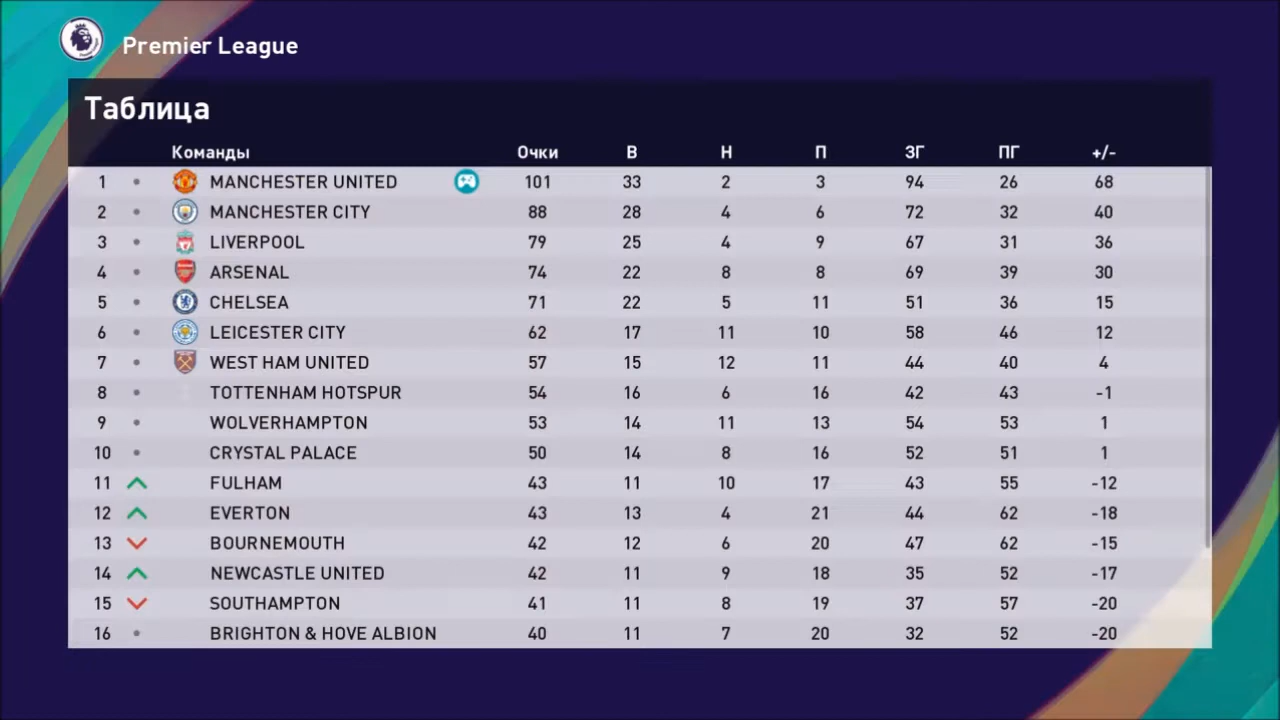 Premier League
Таблица
Команды Очки В Н П ЗГ ПГ +/-
1 MANCHESTER UNITED 101 33 2 3 94 26 68
2 MANCHESTER CITY 88 28 4 6 72 32 40
3 LIVERPOOL 79 25 4 9 67 31 36
4 ARSENAL 74 22 8 8 69 39 30
5 CHELSEA 71 22 5 11 51 36 15
6 LEICESTER CITY 62 17 11 10 58 46 12
7 WEST HAM UNITED 57 15 12 11 44 40 4
8 TOTTENHAM HOTSPUR 54 16 6 16 42 43 -1
9 WOLVERHAMPTON 53 14 11 13 54 53 1
10 CRYSTAL PALACE 50 14 8 16 52 51 1
11 FULHAM 43 11 10 17 43 55 -12
12 EVERTON 43 13 4 21 44 62 -18
13 BOURNEMOUTH 42 12 6 20 47 62 -15
14 NEWCASTLE UNITED 42 11 9 18 35 52 -17
15 SOUTHAMPTON 41 11 8 19 37 57 -20
16 BRIGHTON & HOVE ALBION 40 11 7 20 32 52 -20